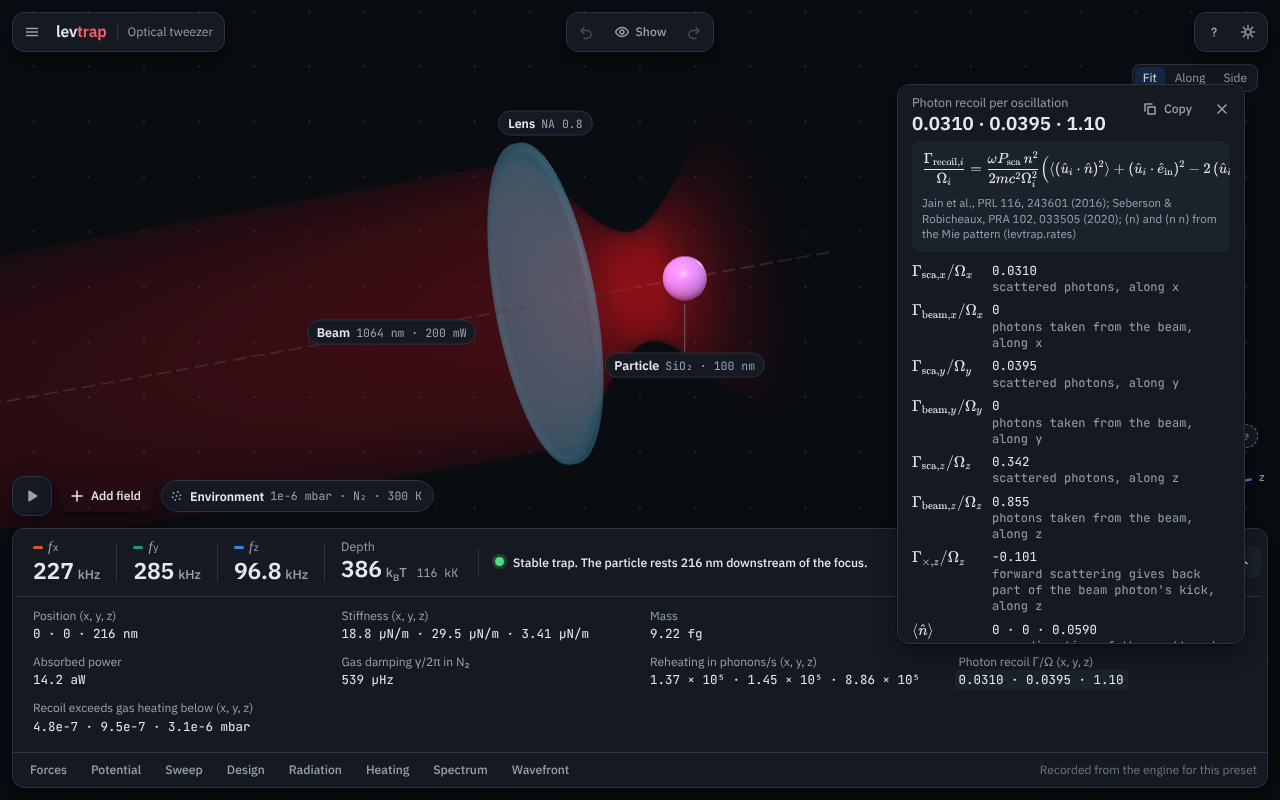 levtrap Optical tweezer
Show
?
Fit Along Side
Lens NA 0.8
Beam 1064 nm · 200 mW
Particle SiO₂ · 100 nm
z
Add field
Environment 1e-6 mbar · N₂ · 300 K
Photon recoil per oscillation
0.0310 · 0.0395 · 1.10
Copy
Γrecoil,i/Ωi = ωPsca n²/2mc²Ωi² (⟨(ûi · n̂)²⟩ + (ûi · êin)² − 2 (ûi
Jain et al., PRL 116, 243601 (2016); Seberson &
Robicheaux, PRA 102, 033505 (2020); ⟨n⟩ and ⟨n n⟩ from
the Mie pattern (levtrap.rates)
Γsca,x/Ωx 0.0310
scattered photons, along x
Γbeam,x/Ωx 0
photons taken from the beam,
along x
Γsca,y/Ωy 0.0395
scattered photons, along y
Γbeam,y/Ωy 0
photons taken from the beam,
along y
Γsca,z/Ωz 0.342
scattered photons, along z
Γbeam,z/Ωz 0.855
photons taken from the beam,
along z
Γ×,z/Ωz -0.101
forward scattering gives back
part of the beam photon's kick,
along z
⟨n̂⟩ 0 · 0 · 0.0590
fx
227 kHz
fy
285 kHz
fz
96.8 kHz
Depth
386 kBT 116 kK
Stable trap. The particle rests 216 nm downstream of the focus.
Position (x, y, z)
0 · 0 · 216 nm
Stiffness (x, y, z)
18.8 µN/m · 29.5 µN/m · 3.41 µN/m
Mass
9.22 fg
Absorbed power
14.2 aW
Gas damping γ/2π in N₂
539 µHz
Reheating in phonons/s (x, y, z)
1.37 × 10⁵ · 1.45 × 10⁵ · 8.86 × 10⁵
Photon recoil Γ/Ω (x, y, z)
0.0310 · 0.0395 · 1.10
Recoil exceeds gas heating below (x, y, z)
4.8e-7 · 9.5e-7 · 3.1e-6 mbar
Forces Potential Sweep Design Radiation Heating Spectrum Wavefront
Recorded from the engine for this preset